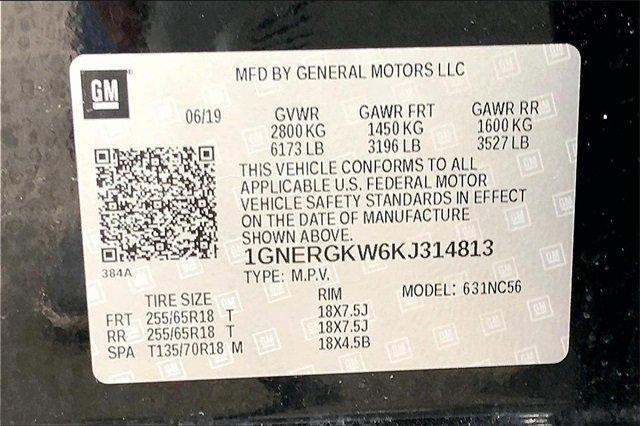 GM
MFD BY GENERAL MOTORS LLC
06/19 GVWR GAWR FRT GAWR RR
2800 KG 1450 KG 1600 KG
6173 LB 3196 LB 3527 LB
THIS VEHICLE CONFORMS TO ALL
APPLICABLE U.S. FEDERAL MOTOR
VEHICLE SAFETY STANDARDS IN EFFECT
ON THE DATE OF MANUFACTURE
SHOWN ABOVE.
384A
1GNERGKW6KJ314813
TYPE: M.P.V.
TIRE SIZE RIM MODEL: 631NC56
FRT 255/65R18 T 18X7.5J
RR 255/65R18 T 18X7.5J
SPA T135/70R18 M 18X4.5B